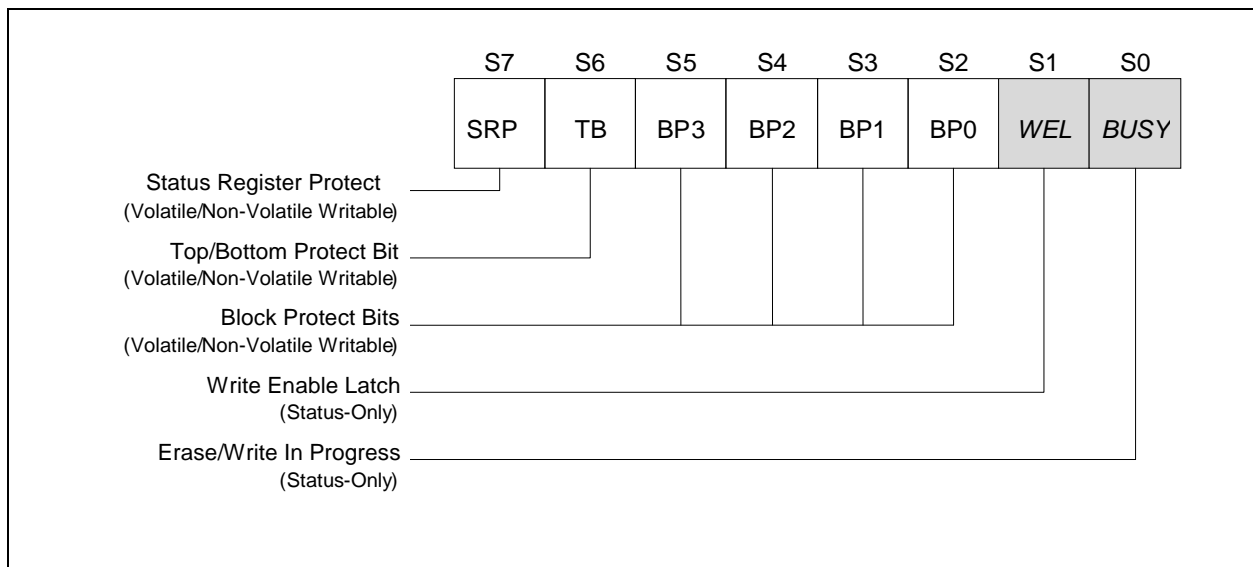 S7 S6 S5 S4 S3 S2 S1 S0
SRP TB BP3 BP2 BP1 BP0 WEL BUSY
Status Register Protect
(Volatile/Non-Volatile Writable)
Top/Bottom Protect Bit
(Volatile/Non-Volatile Writable)
Block Protect Bits
(Volatile/Non-Volatile Writable)
Write Enable Latch
(Status-Only)
Erase/Write In Progress
(Status-Only)